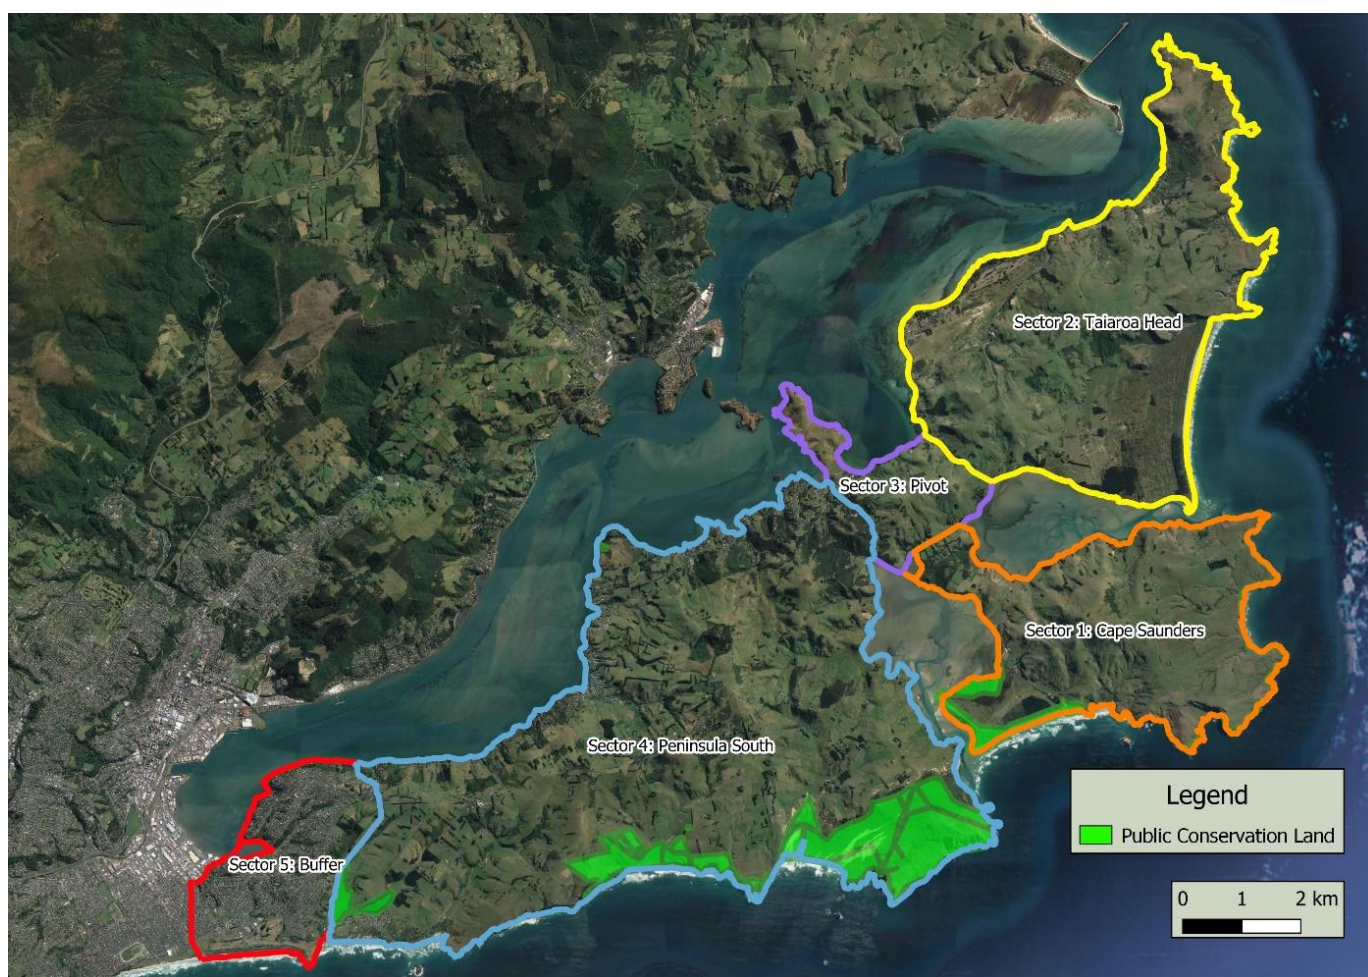 Sector 2: Taiaroa Head
Sector 3: Pivot
Sector 1: Cape Saunders
Sector 4: Peninsula South
Sector 5: Buffer
Legend
Public Conservation Land
0 1 2 km